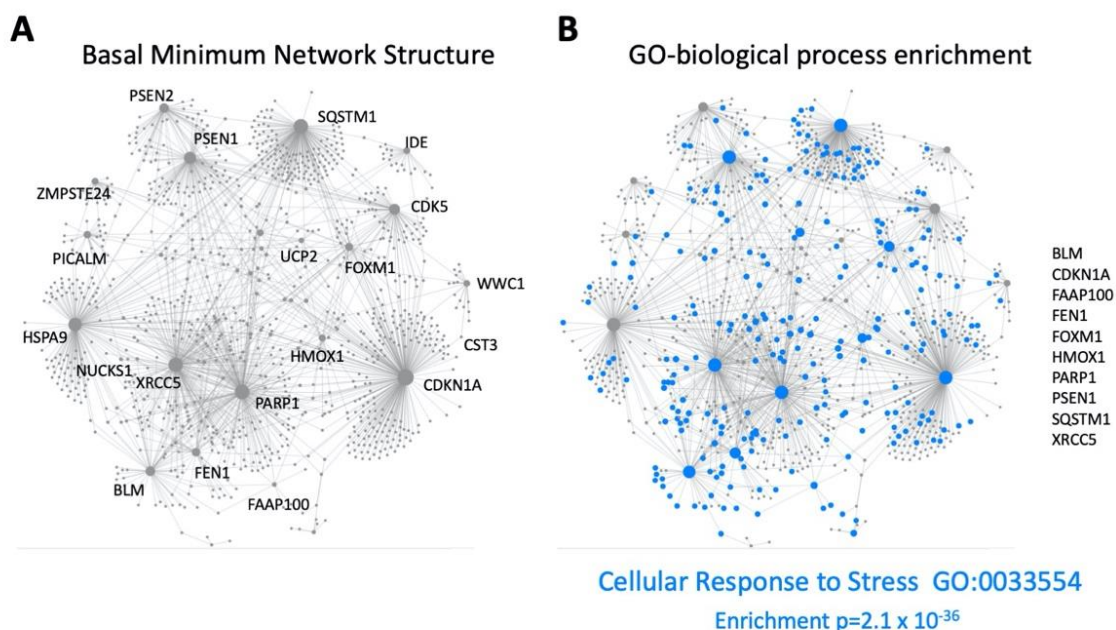 A
Basal Minimum Network Structure
PSEN2
SQSTM1
PSEN1
IDE
ZMPSTE24
CDK5
UCP2
PICALM
FOXM1
WWC1
HSPA9
CST3
HMOX1
NUCKS1
XRCC5
CDKN1A
PARP1
FEN1
BLM
FAAP100
B
GO-biological process enrichment
BLM
CDKN1A
FAAP100
FEN1
FOXM1
HMOX1
PARP1
PSEN1
SQSTM1
XRCC5
Cellular Response to Stress GO:0033554
Enrichment p=2.1 x 10⁻³⁶